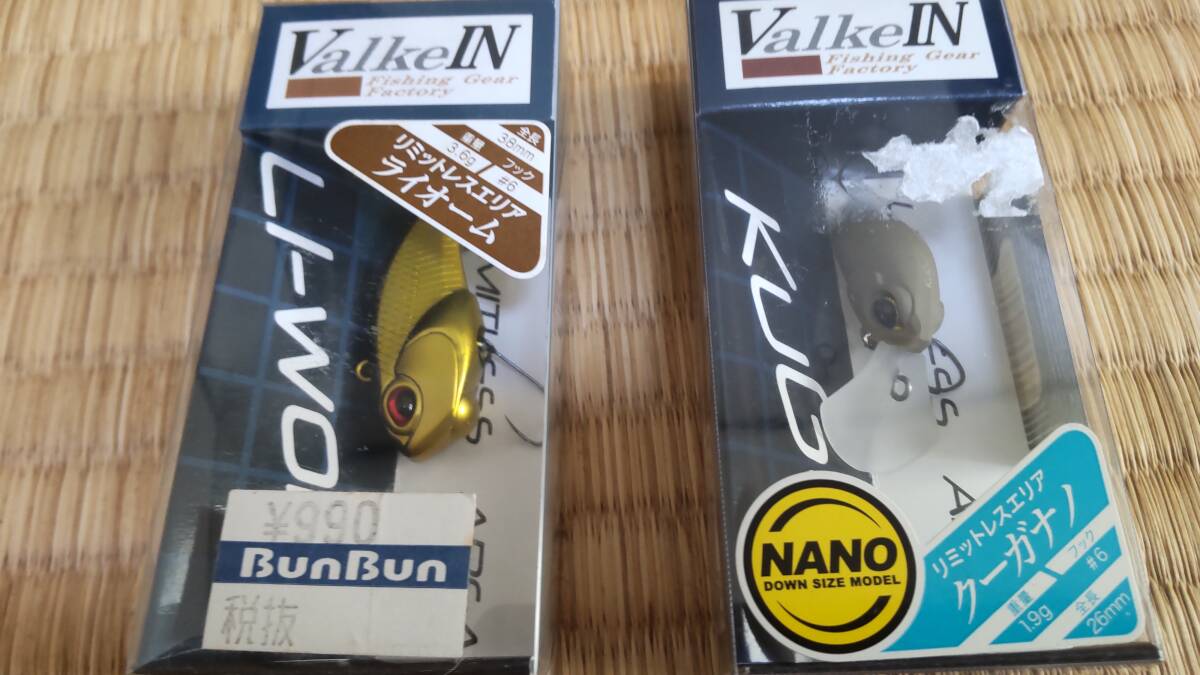 ValkeIN
Fishing Gear
Factory
全長 38mm
重量 3.6g
フック #6
リミットレスエリア
ライオーム
LI-WO
MITLESS
AREA
¥990
BunBun
税抜
ValkeIN
Fishing Gear
Factory
KUG
NANO
DOWN SIZE MODEL
リミットレスエリア
クーガナノ
フック #6
重量 1.9g
全長 26mm